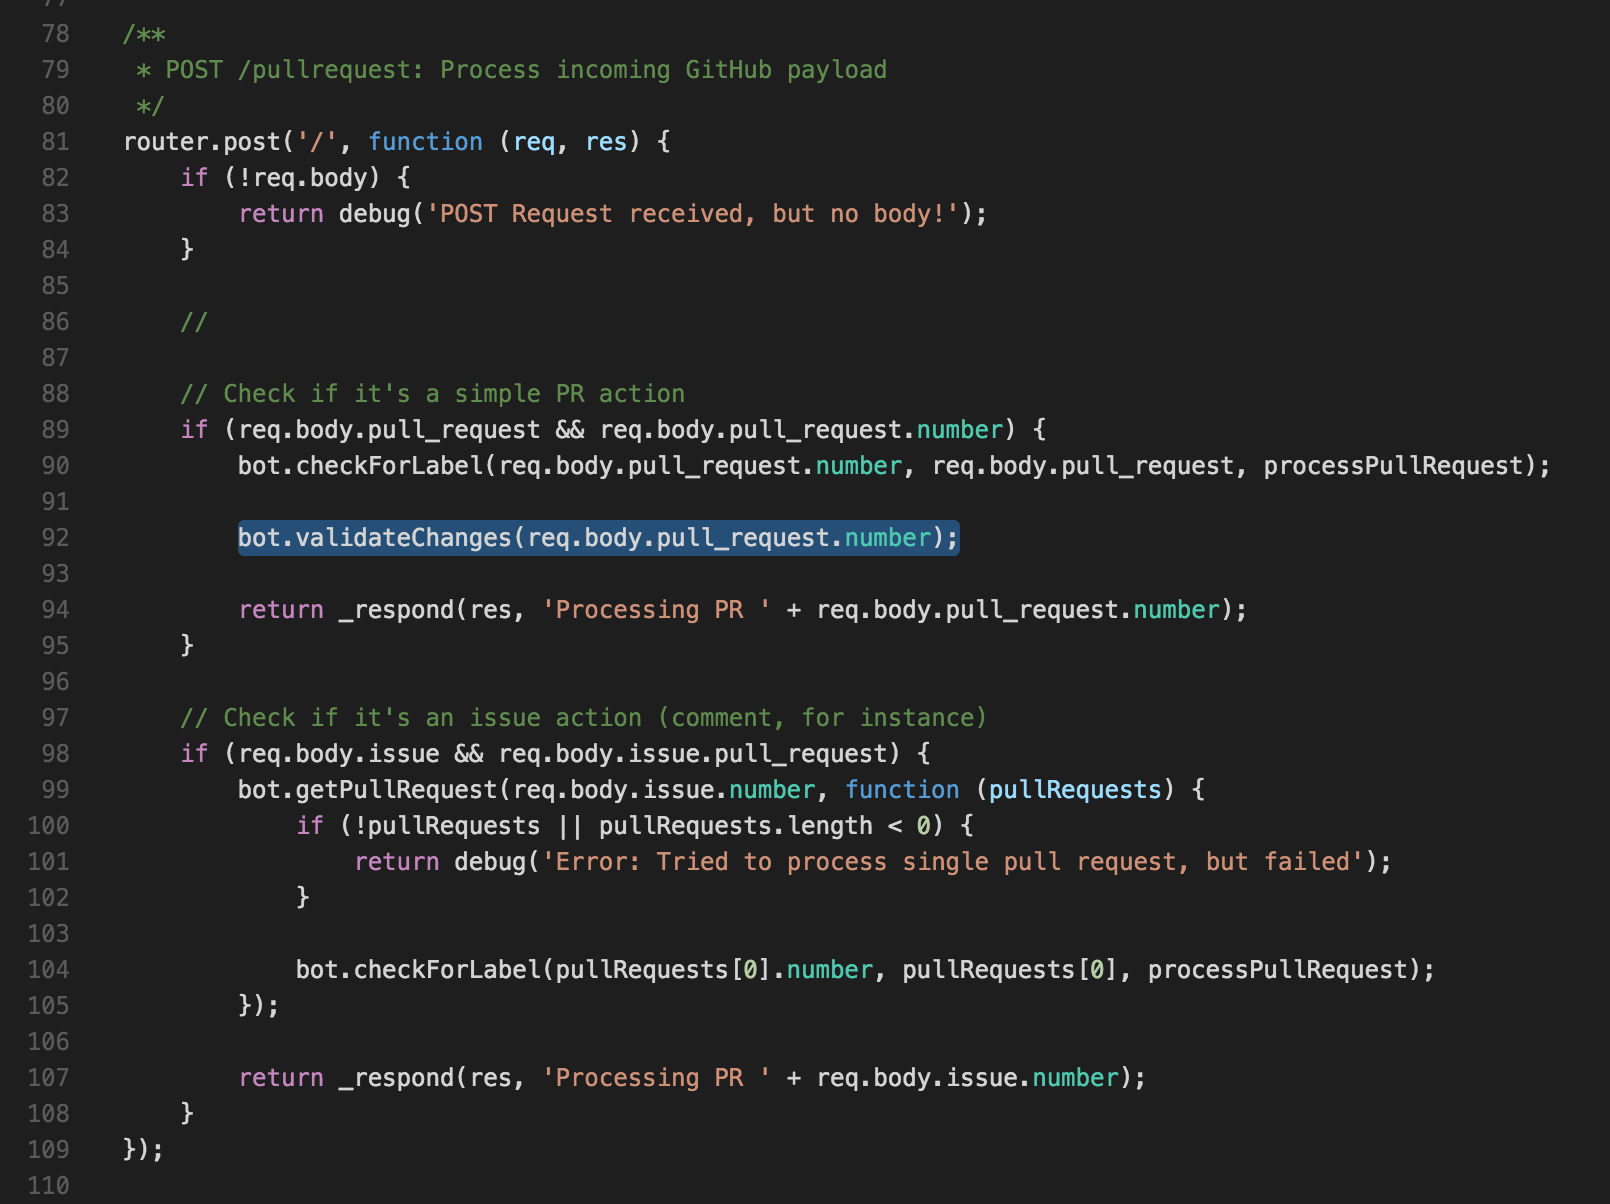 78 /**
79  * POST /pullrequest: Process incoming GitHub payload
80  */
81 router.post('/', function (req, res) {
82     if (!req.body) {
83         return debug('POST Request received, but no body!');
84     }
85
86     //
87
88     // Check if it's a simple PR action
89     if (req.body.pull_request && req.body.pull_request.number) {
90         bot.checkForLabel(req.body.pull_request.number, req.body.pull_request, processPullRequest);
91
92         bot.validateChanges(req.body.pull_request.number);
93
94         return _respond(res, 'Processing PR ' + req.body.pull_request.number);
95     }
96
97     // Check if it's an issue action (comment, for instance)
98     if (req.body.issue && req.body.issue.pull_request) {
99         bot.getPullRequest(req.body.issue.number, function (pullRequests) {
100             if (!pullRequests || pullRequests.length < 0) {
101                 return debug('Error: Tried to process single pull request, but failed');
102             }
103
104             bot.checkForLabel(pullRequests[0].number, pullRequests[0], processPullRequest);
105         });
106
107         return _respond(res, 'Processing PR ' + req.body.issue.number);
108     }
109 });
110